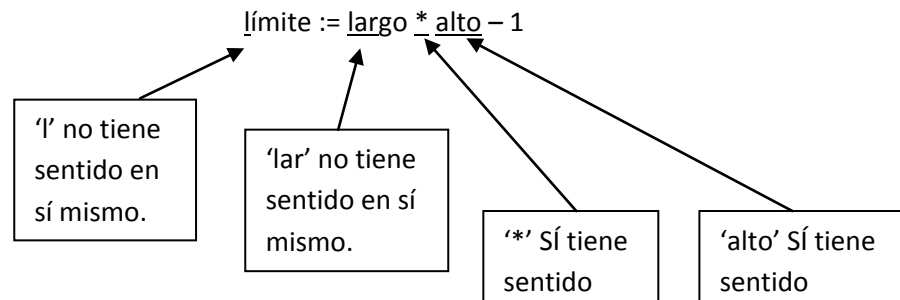 límite := largo * alto – 1
‘l’ no tiene
sentido en
sí mismo.
‘lar’ no tiene
sentido en sí
mismo.
‘*’ SÍ tiene
sentido
‘alto’ SÍ tiene
sentido